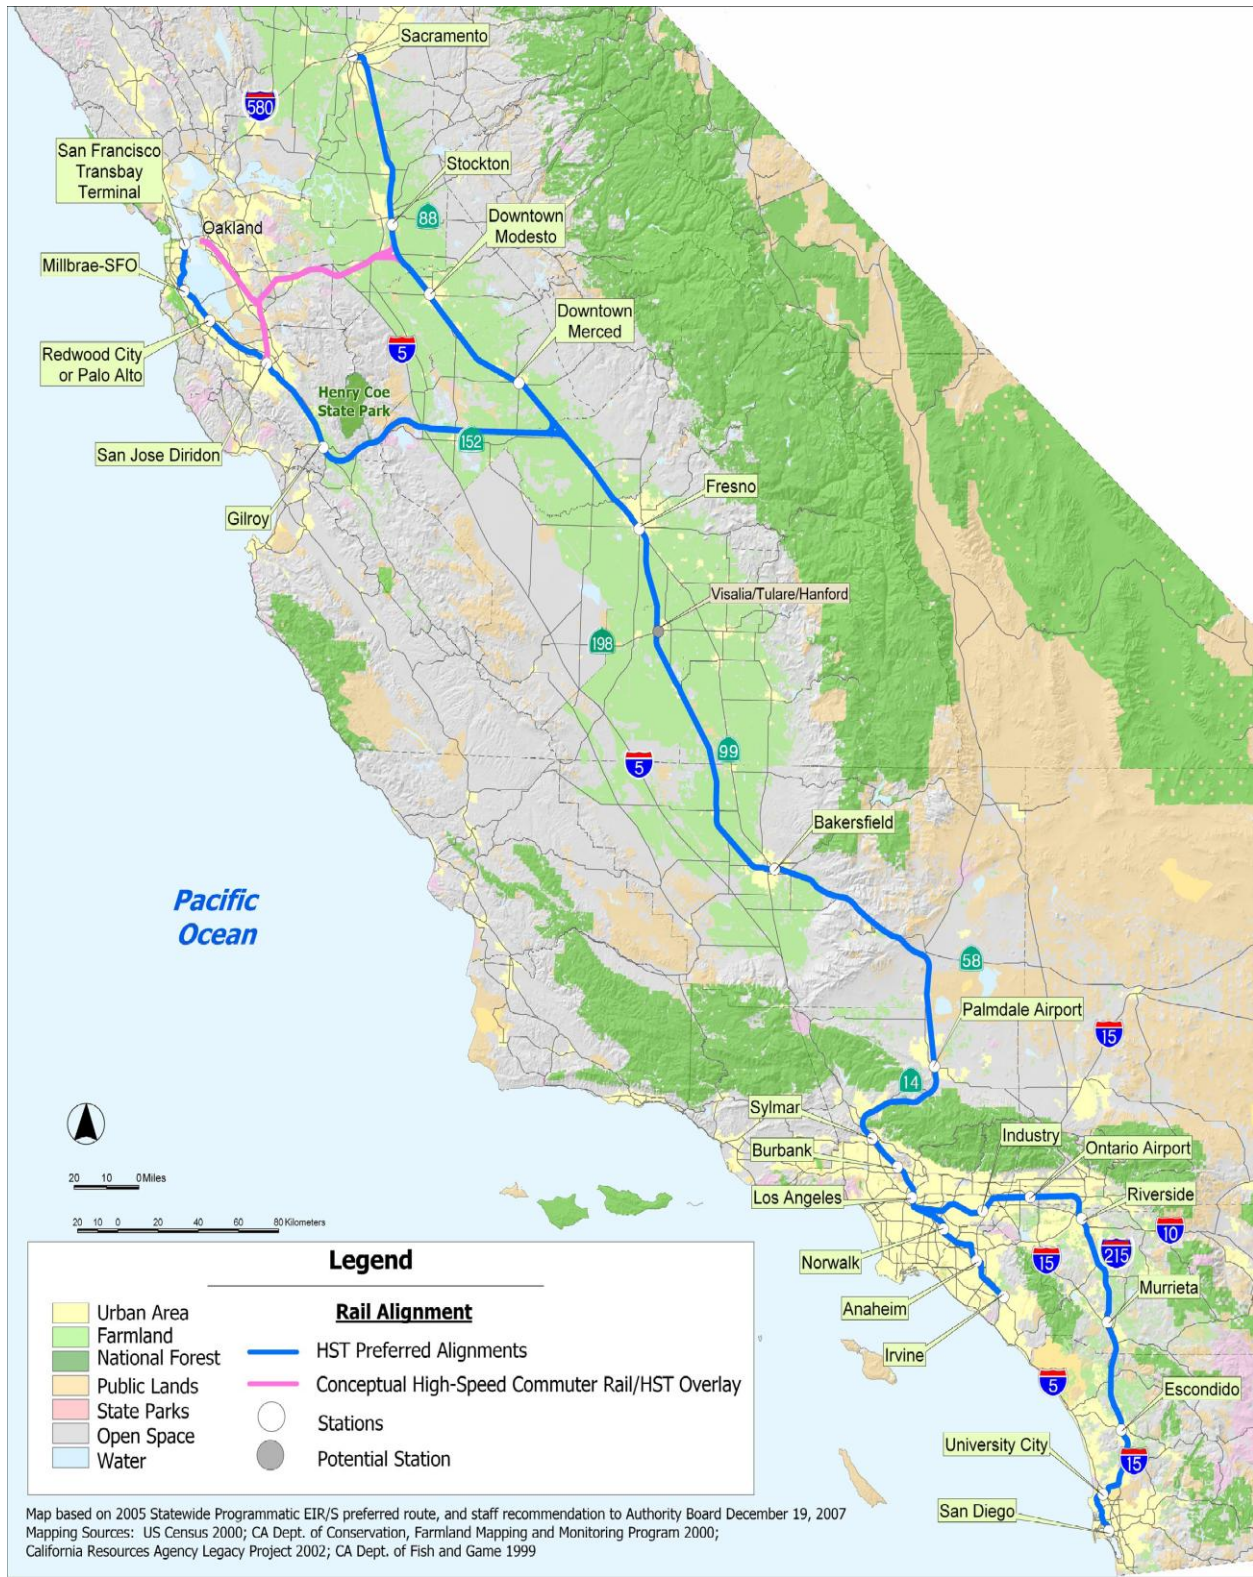 Sacramento
580
San Francisco
Transbay
Terminal
Stockton
88
Downtown
Modesto
Oakland
Millbrae-SFO
Downtown
Merced
Redwood City
or Palo Alto
5
Henry Coe
State Park
152
San Jose Diridon
Fresno
Gilroy
Visalia/Tulare/Hanford
198
99
5
Bakersfield
Pacific
Ocean
58
Palmdale Airport
15
14
Sylmar
Industry
Ontario Airport
Burbank
Los Angeles
Riverside
10
Norwalk
15
215
Anaheim
Murrieta
Irvine
5
Escondido
University City
15
San Diego
20 10 0 Miles
20 10 0 20 40 60 80 Kilometers
Legend
Rail Alignment
Urban Area
Farmland
National Forest
Public Lands
State Parks
Open Space
Water
HST Preferred Alignments
Conceptual High-Speed Commuter Rail/HST Overlay
Stations
Potential Station
Map based on 2005 Statewide Programmatic EIR/S preferred route, and staff recommendation to Authority Board December 19, 2007
Mapping Sources: US Census 2000; CA Dept. of Conservation, Farmland Mapping and Monitoring Program 2000;
California Resources Agency Legacy Project 2002; CA Dept. of Fish and Game 1999